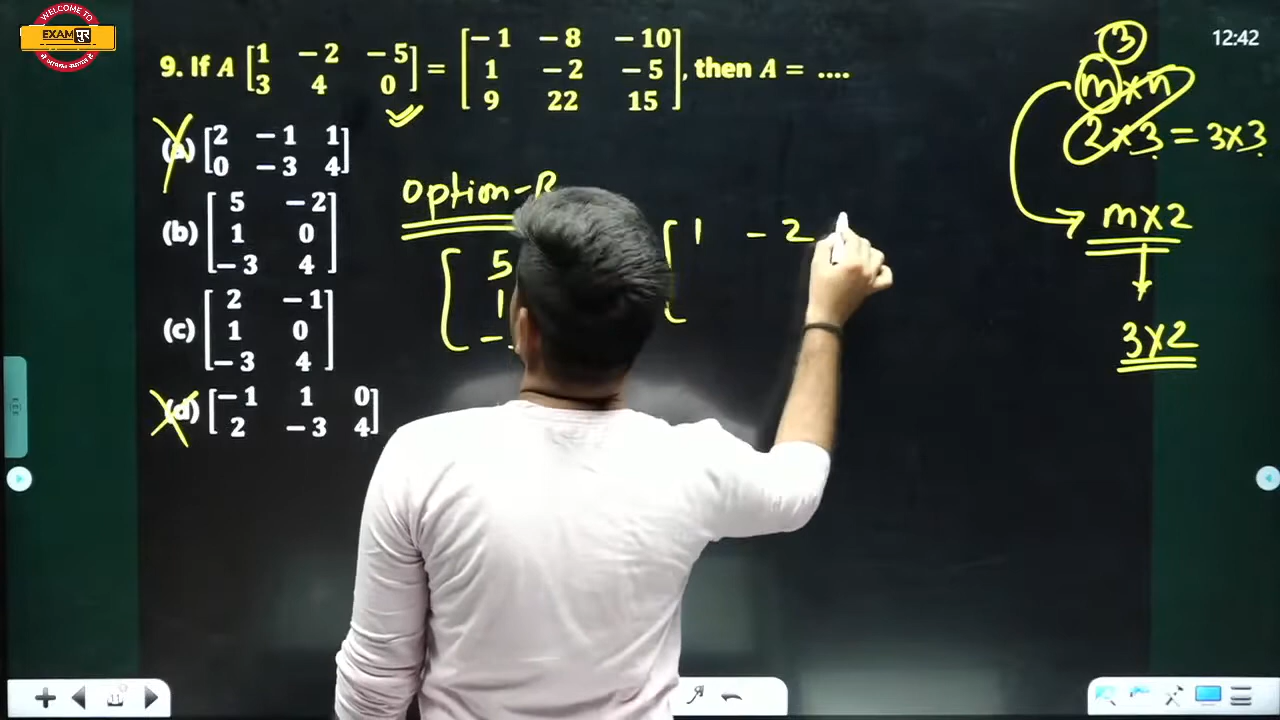 WELCOME TO
EXAM पुर
12:42
9. If A [1 -2 -5
3 4 0] = [-1 -8 -10
1 -2 -5
9 22 15], then A = ....
(a) [2 -1 1
0 -3 4]
(b) [5 -2
1 0
-3 4]
(c) [2 -1
1 0
-3 4]
(d) [-1 1 0
2 -3 4]
Option-B
[5
1
-
[1 -2
3
m×n
2×3 = 3×3
m×2
3×2
11